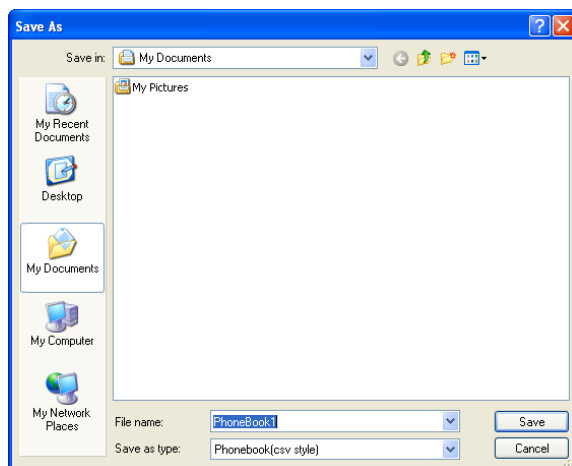 Save As
Save in: My Documents
My Pictures
My Recent
Documents
Desktop
My Documents
My Computer
My Network
Places
File name: PhoneBook1 Save
Save as type: Phonebook(csv style) Cancel